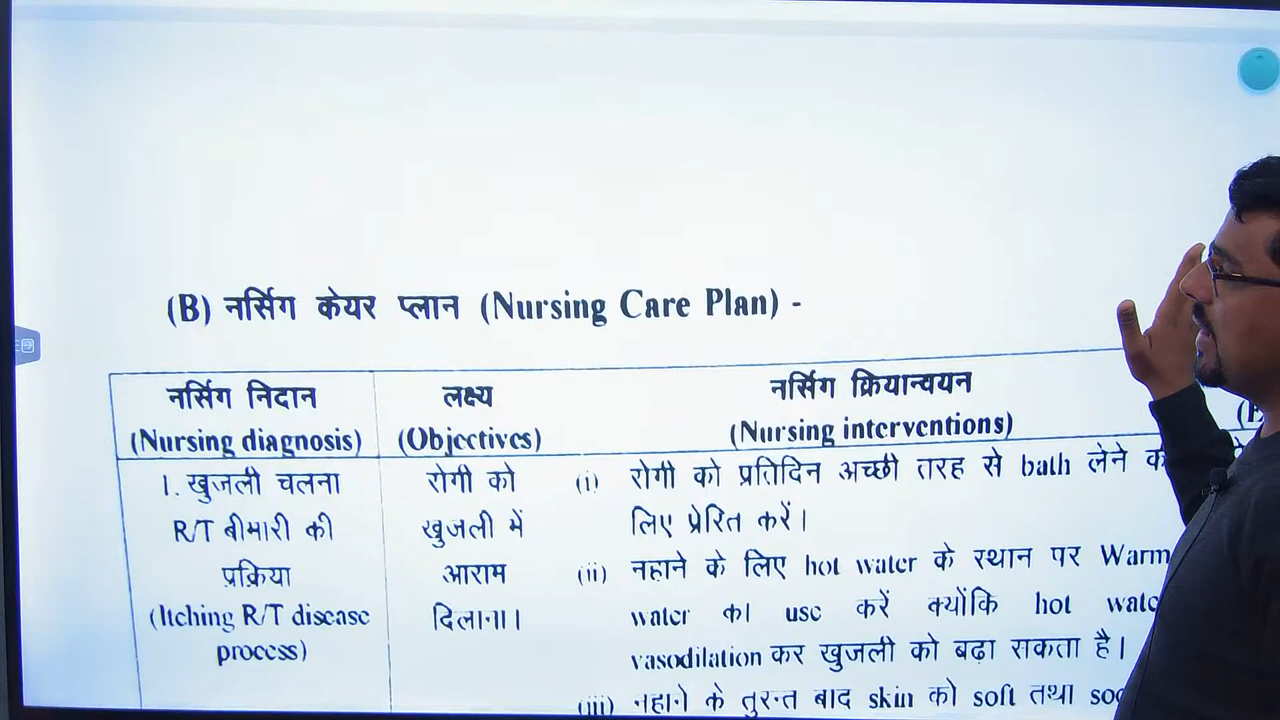 (B) नर्सिग केयर प्लान (Nursing Care Plan) -
नर्सिग निदान
(Nursing diagnosis)
लक्ष्य
(Objectives)
नर्सिग क्रियान्वयन
(Nursing interventions)
1. खुजली चलना
R/T बीमारी की
प्रक्रिया
(Itching R/T disease
process)
रोगी को
खुजली में
आराम
दिलाना।
(i) रोगी को प्रतिदिन अच्छी तरह से bath लेने
लिए प्रेरित करें।
(ii) नहाने के लिए hot water के स्थान पर Warm
water का use करें क्योंकि hot
vasodilation कर खुजली को बढ़ा सकता है।
(iii) नहाने के तुरन्त बाद skin को soft तथा